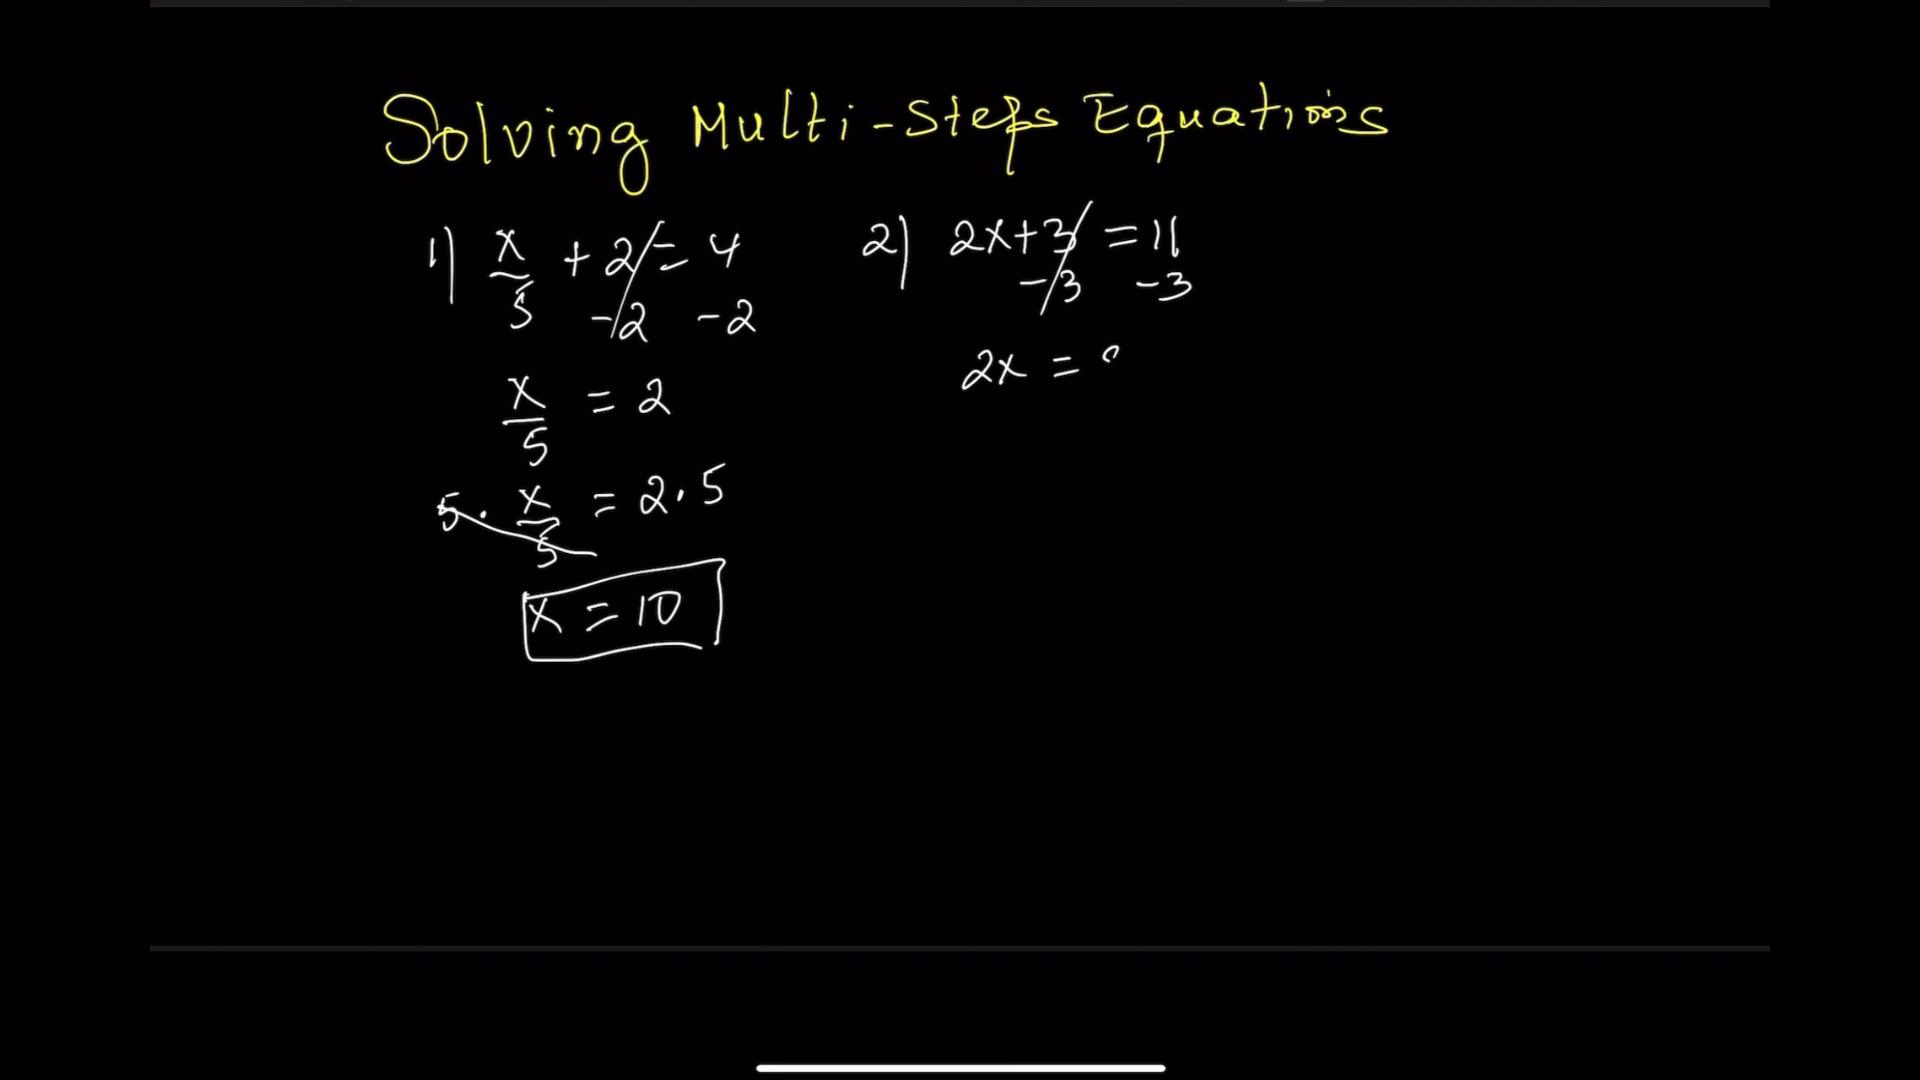 Solving Multi-Steps Equations
1) x/5 + 2 = 4
-2 -2
x/5 = 2
5 · x/5 = 2 · 5
x = 10
2) 2x+3 = 11
-3 -3
2x =